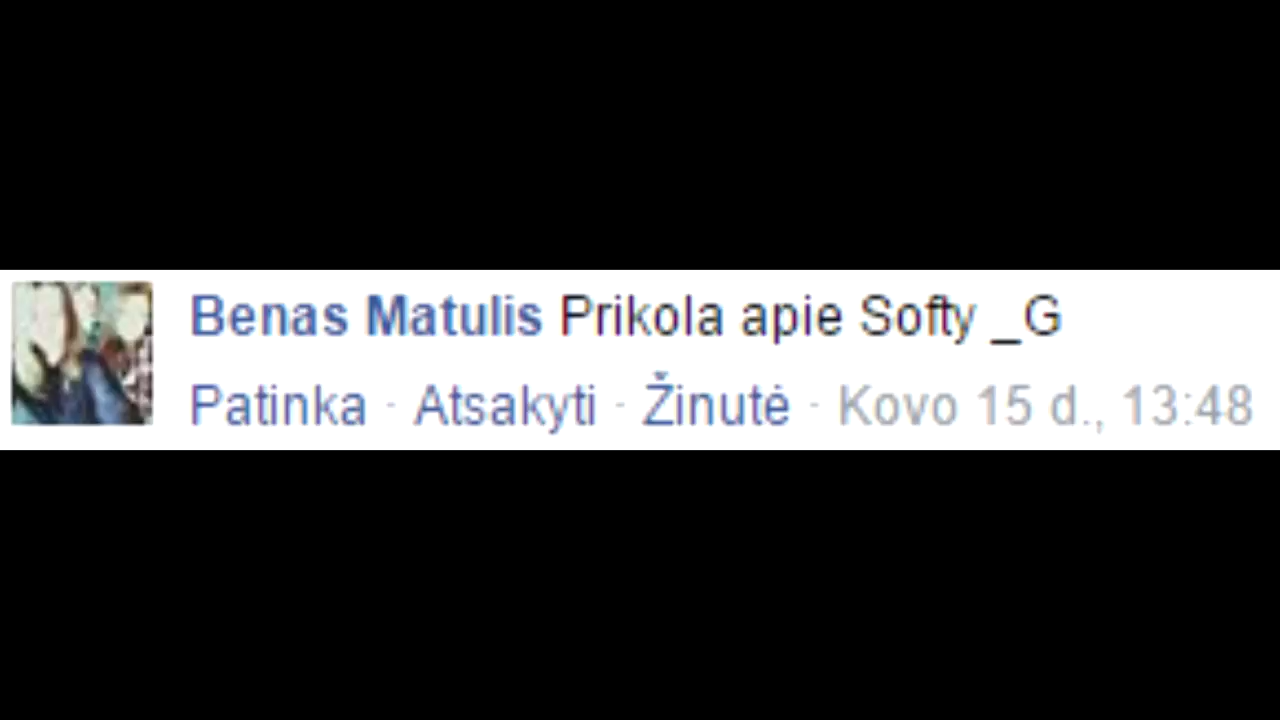 Benas Matulis Prikola apie Softy _G
Patinka · Atsakyti · Žinutė · Kovo 15 d., 13:48